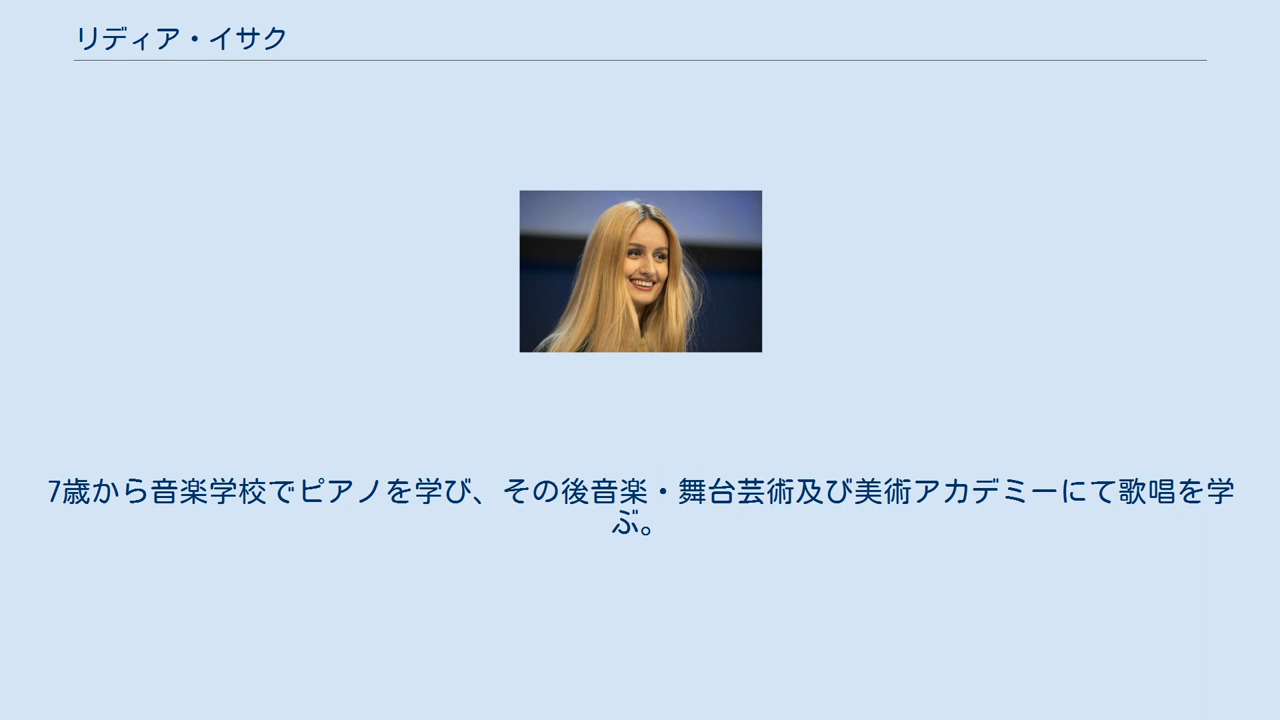 リディア・イサク
7歳から音楽学校でピアノを学び、その後音楽・舞台芸術及び美術アカデミーにて歌唱を学
ぶ。